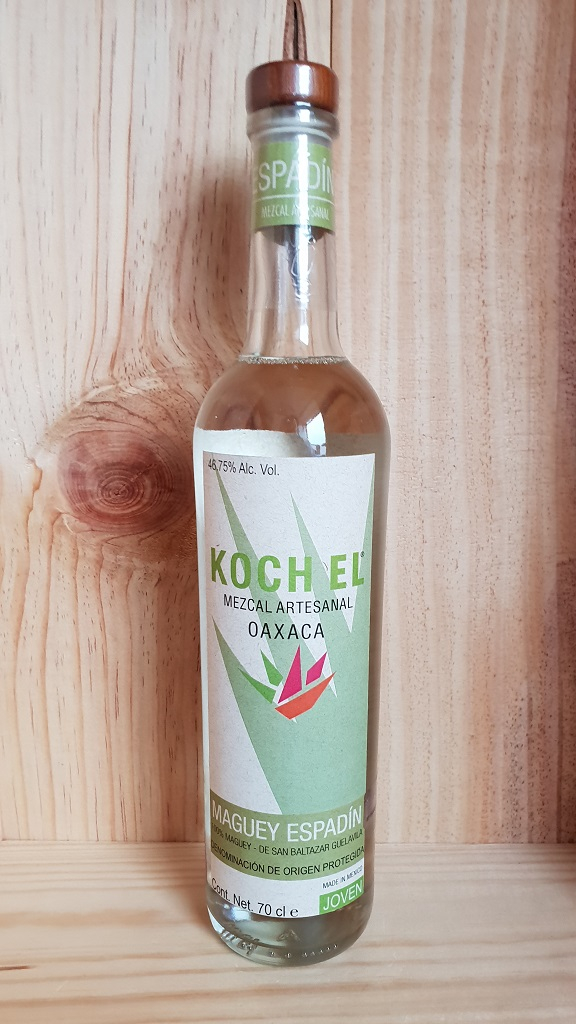 ESPADÍN
MEZCAL ARTESANAL
46,75% Alc. Vol.
KOCH EL®
MEZCAL ARTESANAL
OAXACA
MAGUEY ESPADÍN
100% MAGUEY - DE SAN BALTAZAR GUELAVILA
DENOMINACIÓN DE ORIGEN PROTEGIDA
MADE IN MEXICO
Cont. Net. 70 cl e
JOVEN